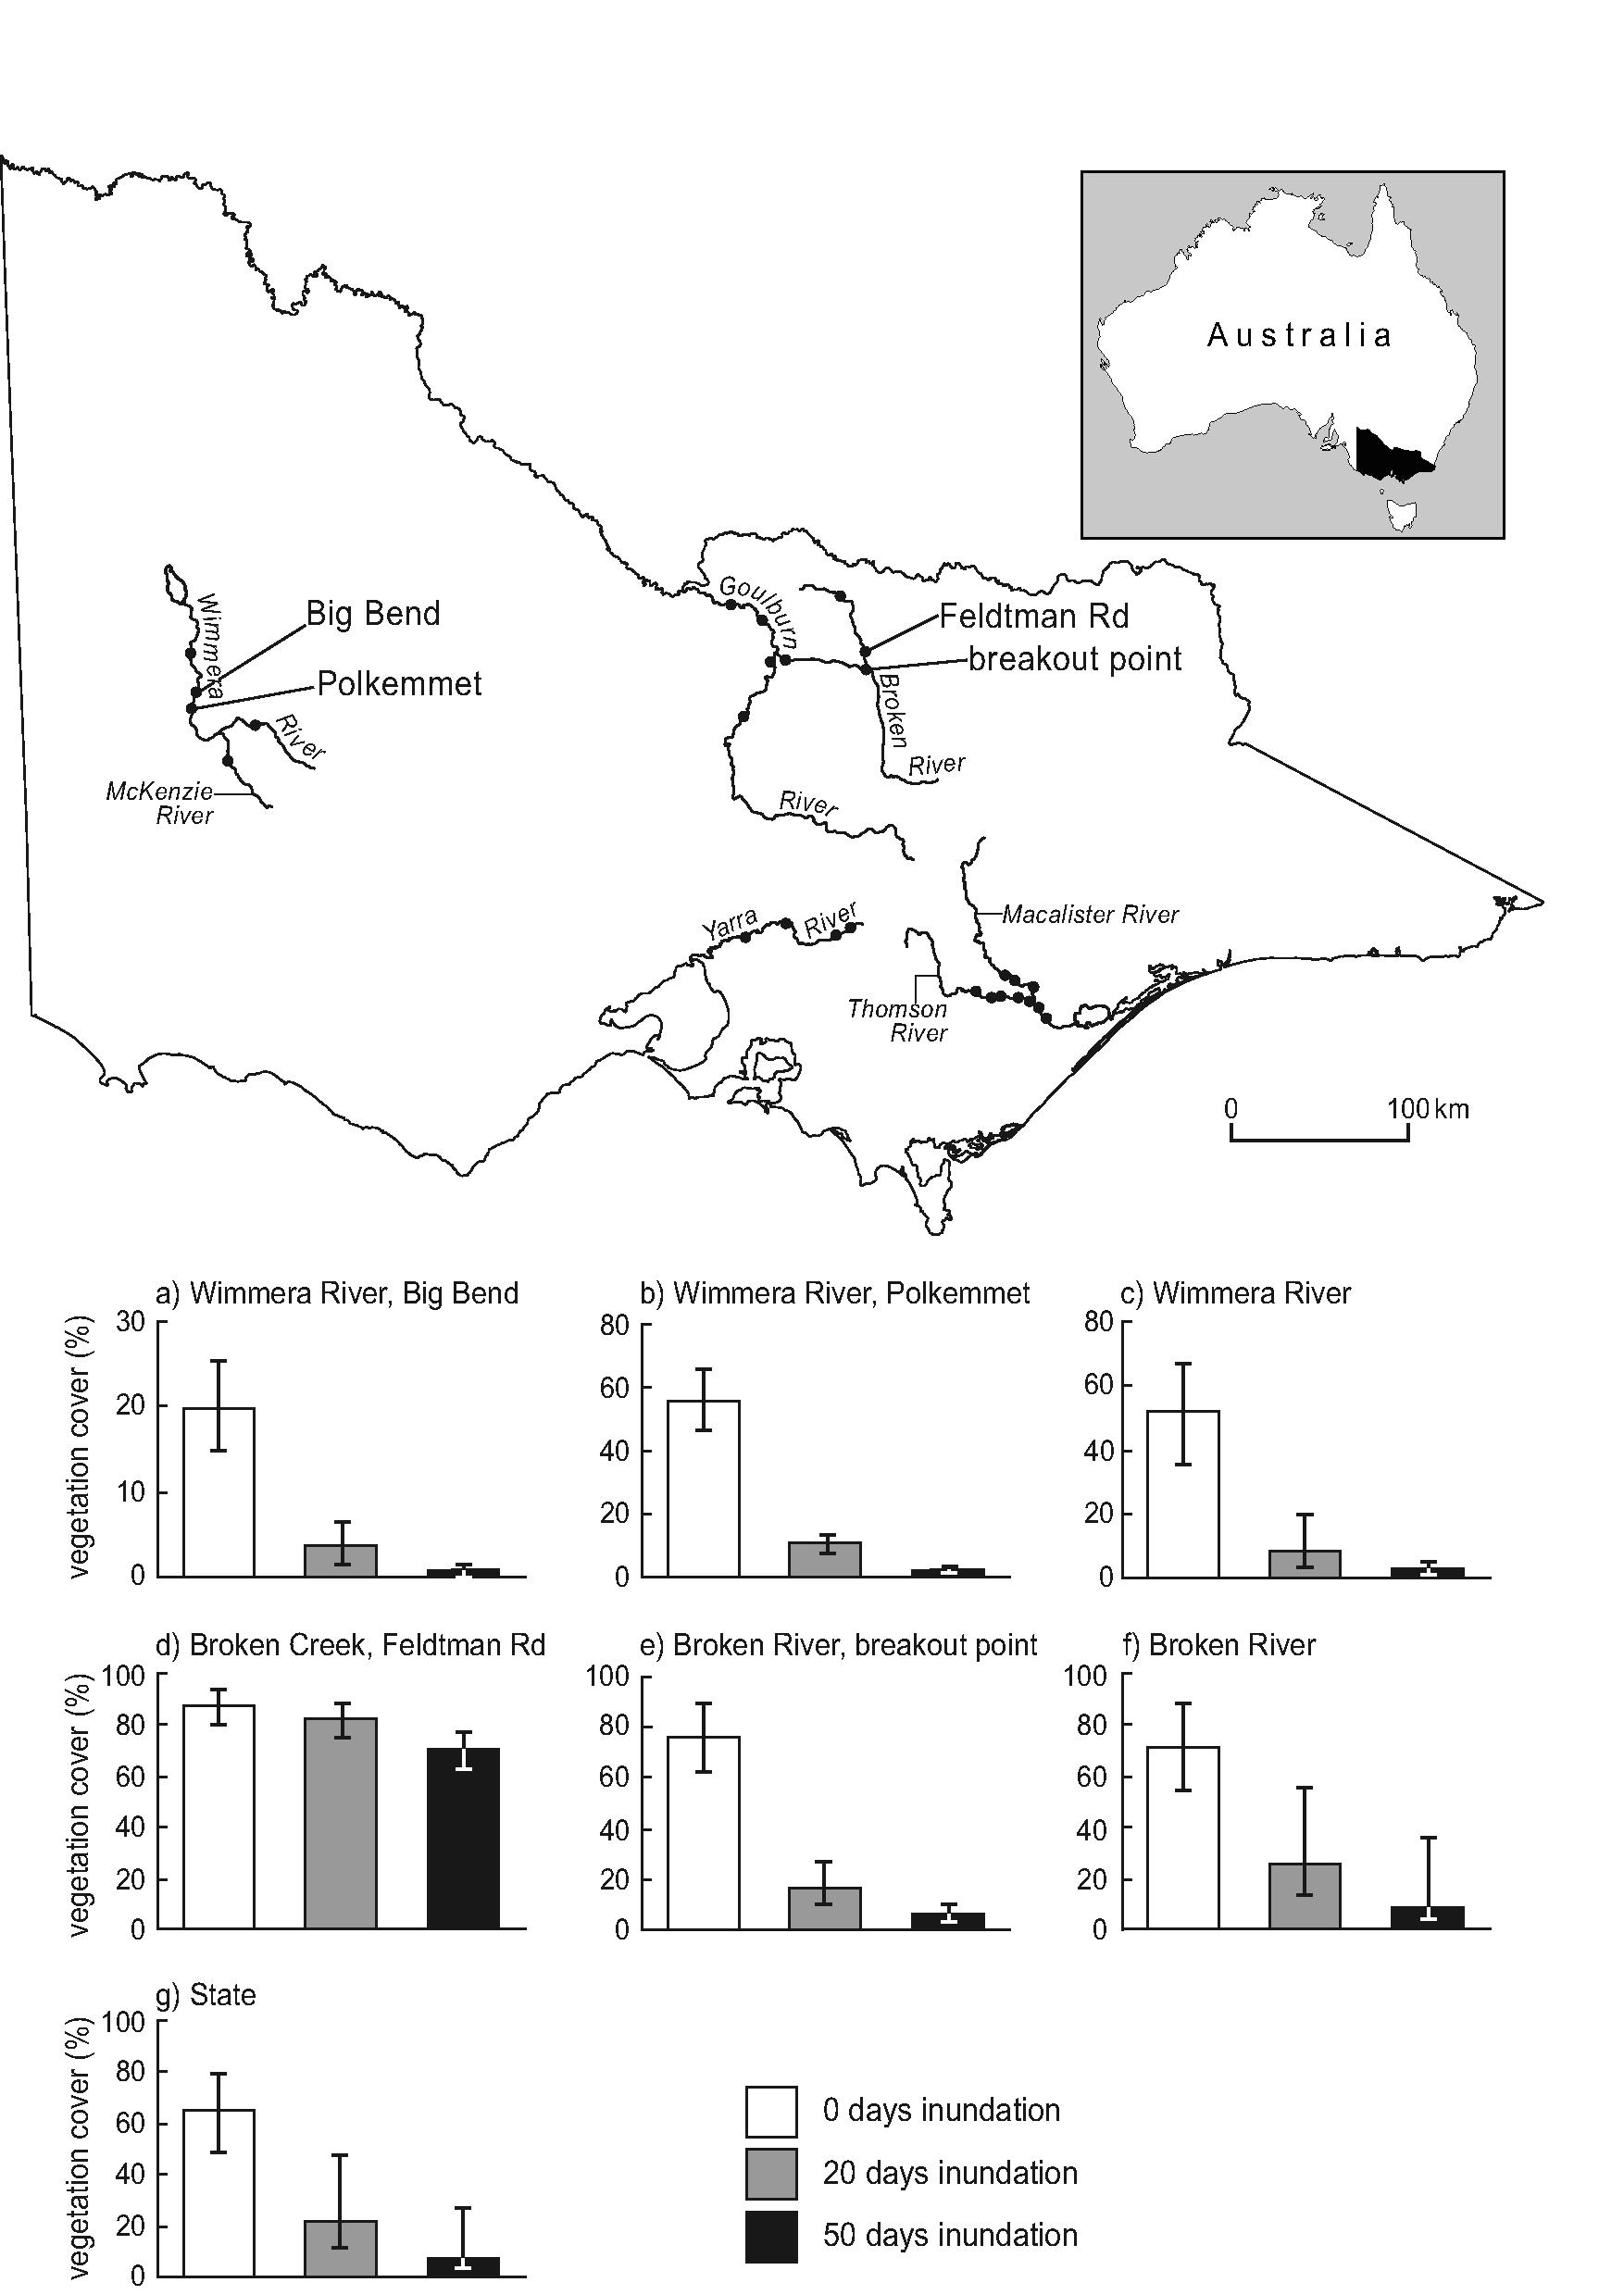 Australia
Goulburn
Wimmera
Big Bend
Feldtman Rd
breakout point
Polkemmet
Broken
River
River
McKenzie
River
River
Yarra
River
Macalister River
Thomson
River
0 100 km
a) Wimmera River, Big Bend
b) Wimmera River, Polkemmet
c) Wimmera River
vegetation cover (%)
30
20
10
0
80
60
40
20
0
80
60
40
20
0
d) Broken Creek, Feldtman Rd
e) Broken River, breakout point
f) Broken River
vegetation cover (%)
100
80
60
40
20
0
100
80
60
40
20
0
100
80
60
40
20
0
g) State
vegetation cover (%)
100
80
60
40
20
0
0 days inundation
20 days inundation
50 days inundation